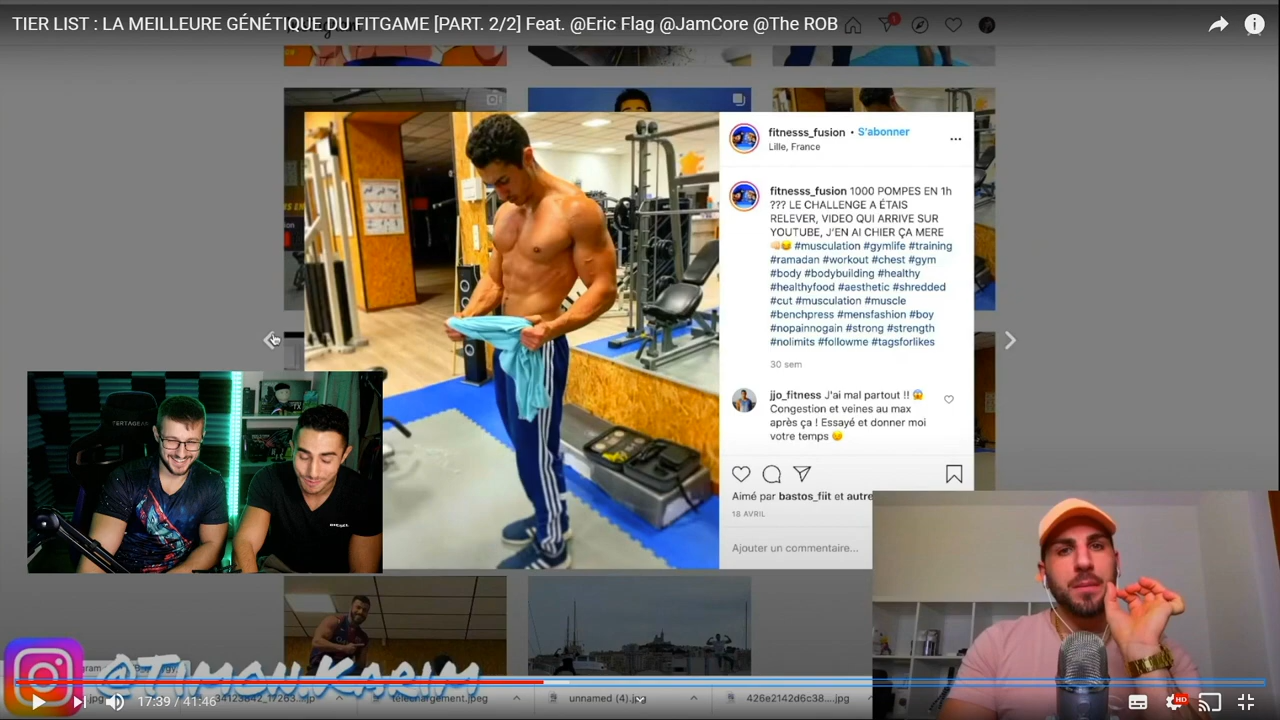 TIER LIST : LA MEILLEURE GÉNÉTIQUE DU FITGAME [PART. 2/2] Feat. @Eric Flag @JamCore @The ROB
fitnesss_fusion • S'abonner
Lille, France
fitnesss_fusion 1000 POMPES EN 1h
??? LE CHALLENGE A ÉTAIS
RELEVER, VIDEO QUI ARRIVE SUR
YOUTUBE, J'EN AI CHIER ÇA MERE
👊🏻😂 #musculation #gymlife #training
#ramadan #workout #chest #gym
#body #bodybuilding #healthy
#healthyfood #aesthetic #shredded
#cut #musculation #muscle
#benchpress #mensfashion #boy
#nopainnogain #strong #strength
#nolimits #followme #tagsforlikes
30 sem
jjo_fitness J'ai mal partout !! 😱
Congestion et veines au max
après ça ! Essayé et donner moi
votre temps 😏
Aimé par bastos_fiit et autre
18 AVRIL
Ajouter un commentaire...
@Timoh Karim
téléchargement.jpeg
unnamed (4).jpg
426e2142d6c38....jpg
17:39 / 41:46
HD